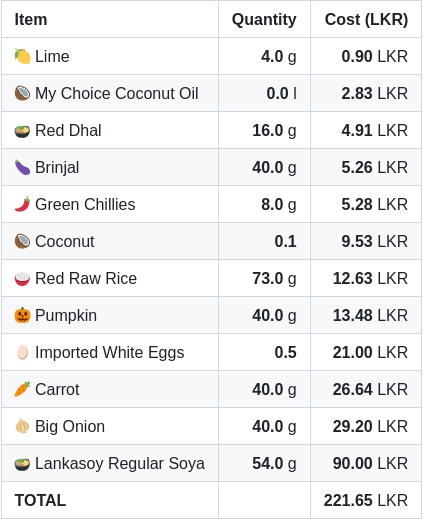 Item Quantity Cost (LKR)
Lime 4.0 g 0.90 LKR
My Choice Coconut Oil 0.0 l 2.83 LKR
Red Dhal 16.0 g 4.91 LKR
Brinjal 40.0 g 5.26 LKR
Green Chillies 8.0 g 5.28 LKR
Coconut 0.1 9.53 LKR
Red Raw Rice 73.0 g 12.63 LKR
Pumpkin 40.0 g 13.48 LKR
Imported White Eggs 0.5 21.00 LKR
Carrot 40.0 g 26.64 LKR
Big Onion 40.0 g 29.20 LKR
Lankasoy Regular Soya 54.0 g 90.00 LKR
TOTAL 221.65 LKR